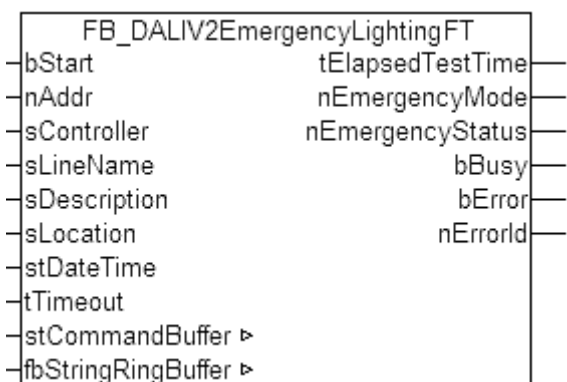 FB_DALIV2EmergencyLightingFT
bStart tElapsedTestTime
nAddr nEmergencyMode
sController nEmergencyStatus
sLineName bBusy
sDescription bError
sLocation nErrorId
stDateTime
tTimeout
stCommandBuffer ▹
fbStringRingBuffer ▹